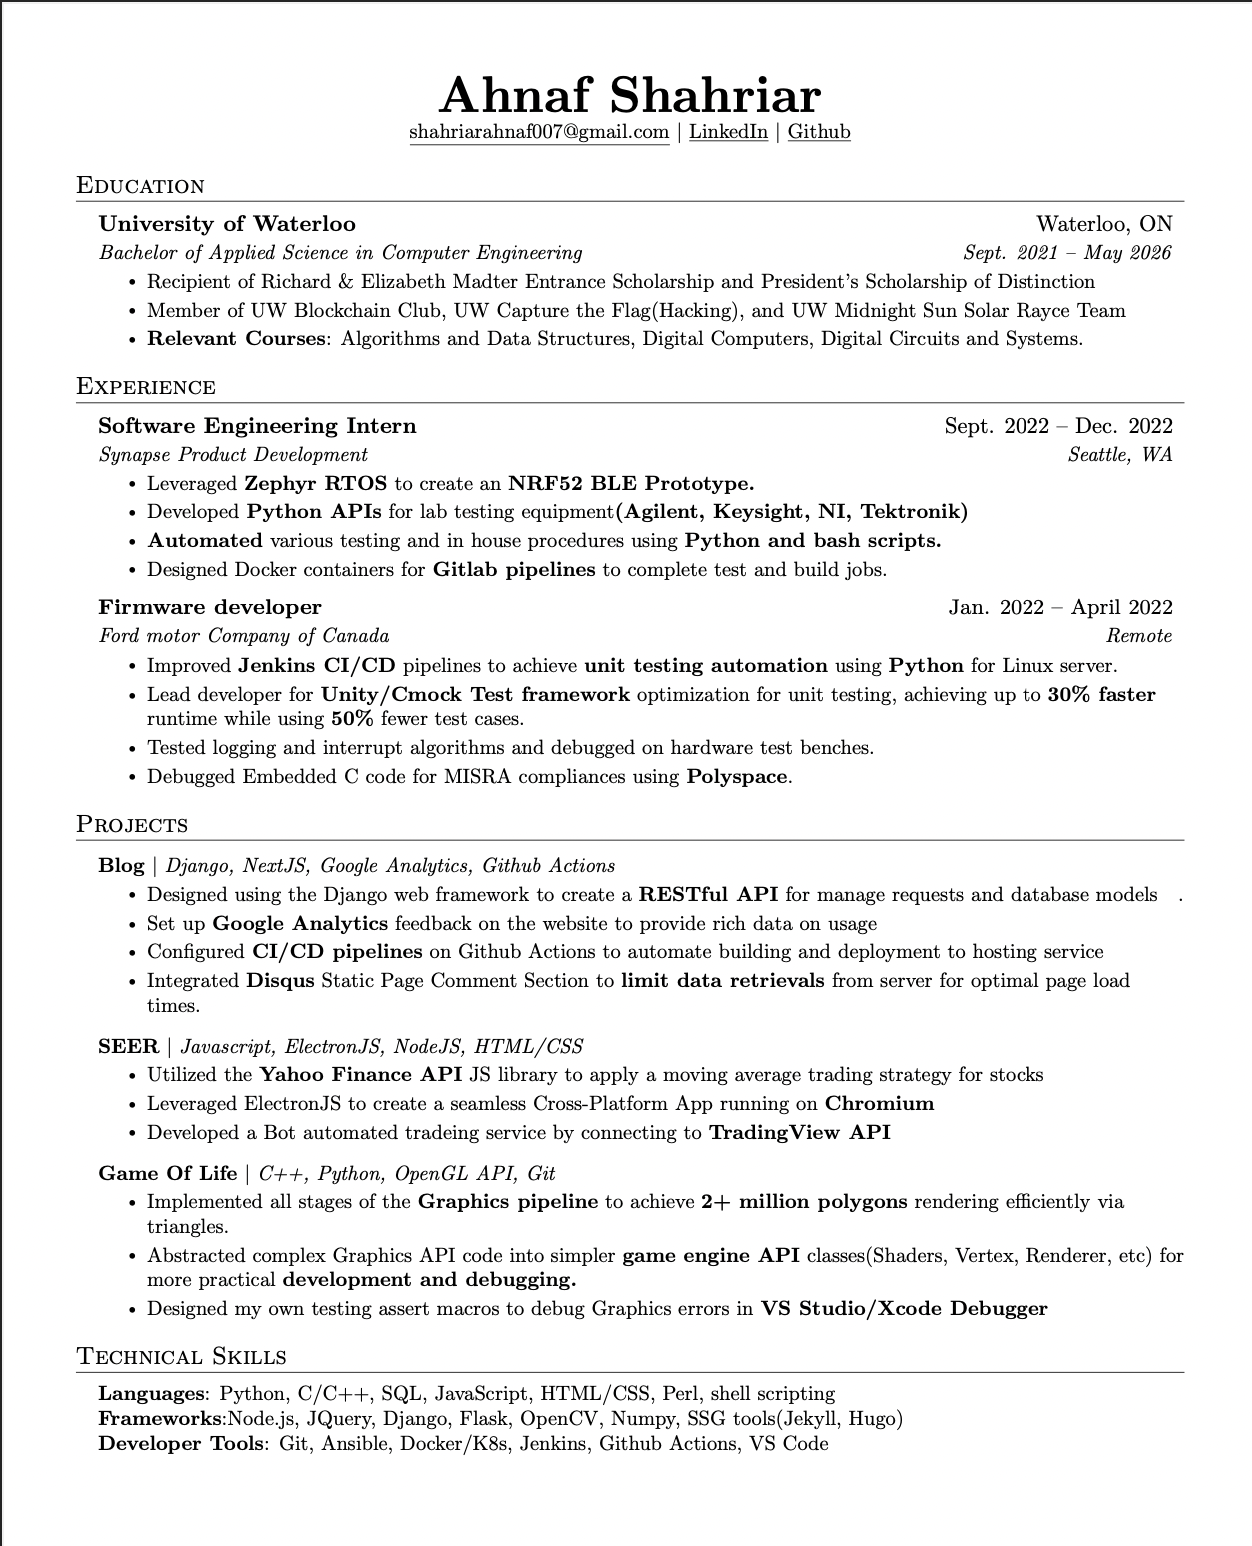 Ahnaf Shahriar
shahriarahnaf007@gmail.com | LinkedIn | Github
Education
University of Waterloo Waterloo, ON
Bachelor of Applied Science in Computer Engineering Sept. 2021 – May 2026
• Recipient of Richard & Elizabeth Madter Entrance Scholarship and President's Scholarship of Distinction
• Member of UW Blockchain Club, UW Capture the Flag(Hacking), and UW Midnight Sun Solar Rayce Team
• Relevant Courses: Algorithms and Data Structures, Digital Computers, Digital Circuits and Systems.
Experience
Software Engineering Intern Sept. 2022 – Dec. 2022
Synapse Product Development Seattle, WA
• Leveraged Zephyr RTOS to create an NRF52 BLE Prototype.
• Developed Python APIs for lab testing equipment(Agilent, Keysight, NI, Tektronik)
• Automated various testing and in house procedures using Python and bash scripts.
• Designed Docker containers for Gitlab pipelines to complete test and build jobs.
Firmware developer Jan. 2022 – April 2022
Ford motor Company of Canada Remote
• Improved Jenkins CI/CD pipelines to achieve unit testing automation using Python for Linux server.
• Lead developer for Unity/Cmock Test framework optimization for unit testing, achieving up to 30% faster
runtime while using 50% fewer test cases.
• Tested logging and interrupt algorithms and debugged on hardware test benches.
• Debugged Embedded C code for MISRA compliances using Polyspace.
Projects
Blog | Django, NextJS, Google Analytics, Github Actions
• Designed using the Django web framework to create a RESTful API for manage requests and database models .
• Set up Google Analytics feedback on the website to provide rich data on usage
• Configured CI/CD pipelines on Github Actions to automate building and deployment to hosting service
• Integrated Disqus Static Page Comment Section to limit data retrievals from server for optimal page load
times.
SEER | Javascript, ElectronJS, NodeJS, HTML/CSS
• Utilized the Yahoo Finance API JS library to apply a moving average trading strategy for stocks
• Leveraged ElectronJS to create a seamless Cross-Platform App running on Chromium
• Developed a Bot automated tradeing service by connecting to TradingView API
Game Of Life | C++, Python, OpenGL API, Git
• Implemented all stages of the Graphics pipeline to achieve 2+ million polygons rendering efficiently via
triangles.
• Abstracted complex Graphics API code into simpler game engine API classes(Shaders, Vertex, Renderer, etc) for
more practical development and debugging.
• Designed my own testing assert macros to debug Graphics errors in VS Studio/Xcode Debugger
Technical Skills
Languages: Python, C/C++, SQL, JavaScript, HTML/CSS, Perl, shell scripting
Frameworks:Node.js, JQuery, Django, Flask, OpenCV, Numpy, SSG tools(Jekyll, Hugo)
Developer Tools: Git, Ansible, Docker/K8s, Jenkins, Github Actions, VS Code